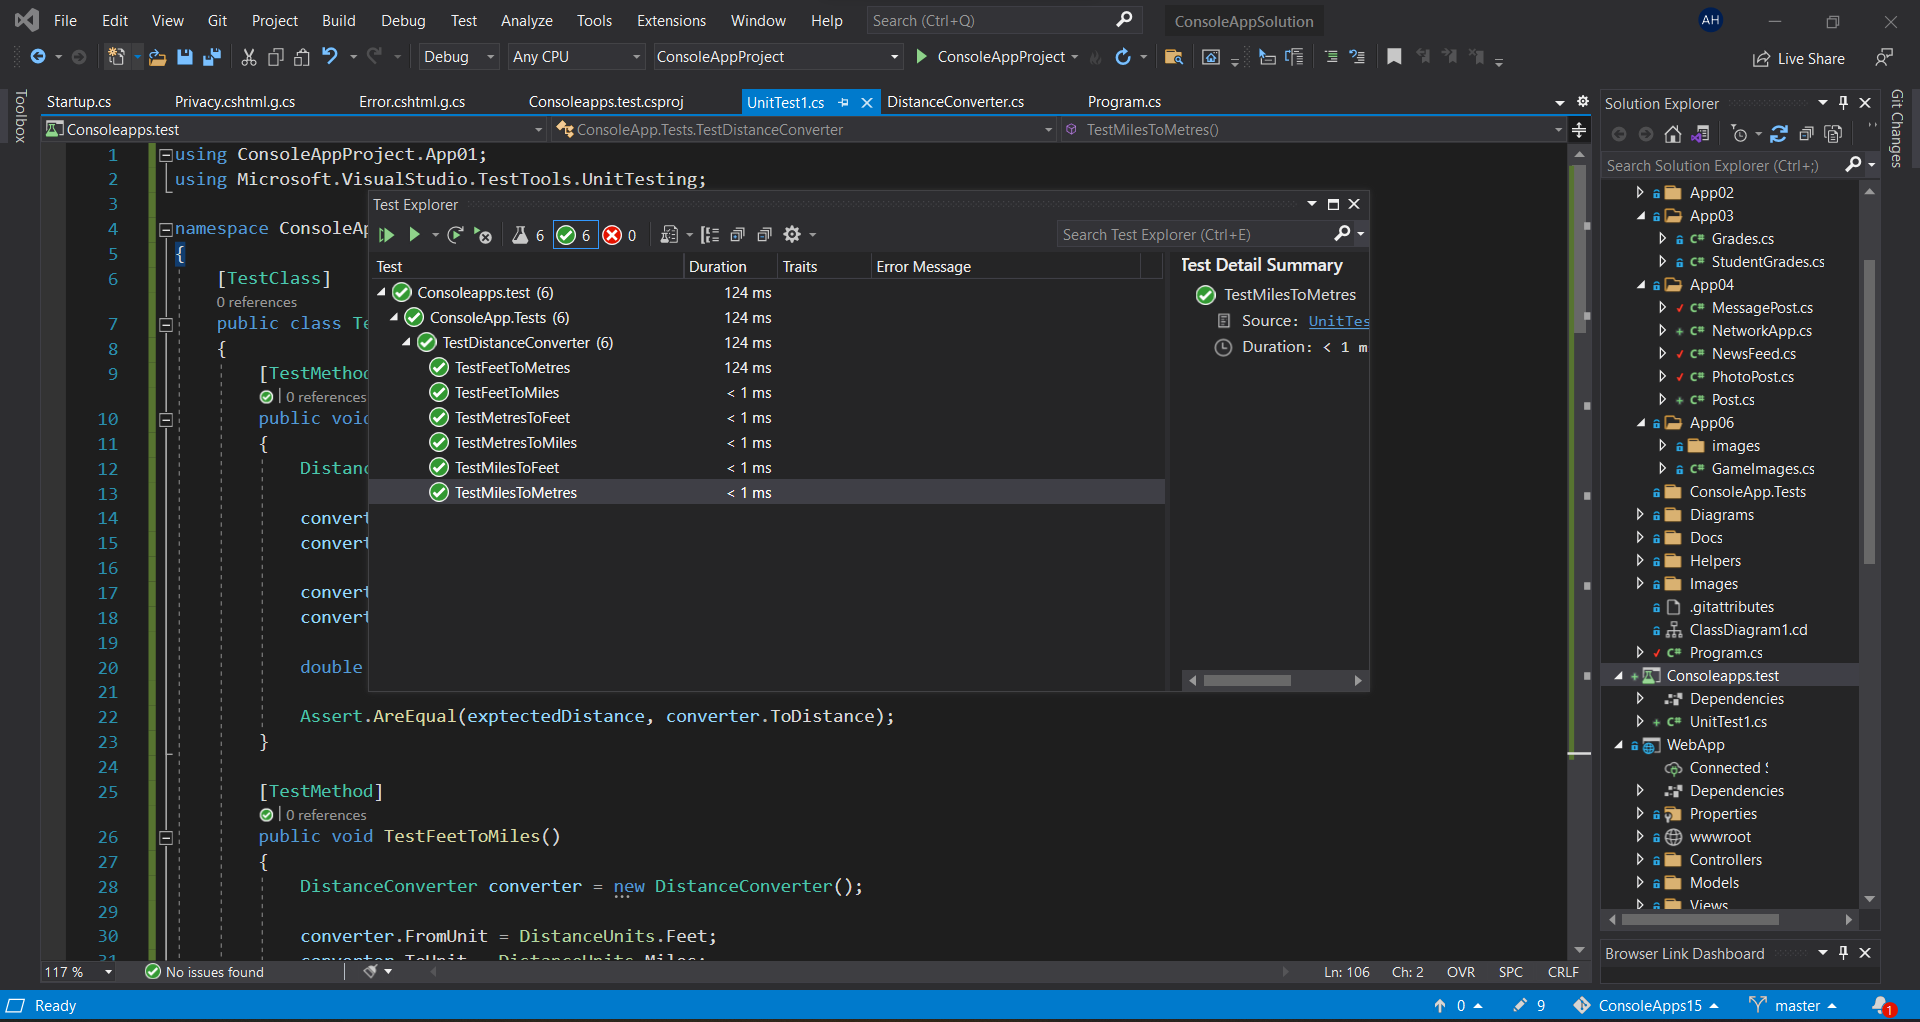 File Edit View Git Project Build Debug Test Analyze Tools Extensions Window Help Search (Ctrl+Q) ConsoleAppSolution AH
Debug Any CPU ConsoleAppProject ConsoleAppProject Live Share
Toolbox
Startup.cs Privacy.cshtml.g.cs Error.cshtml.g.cs Consoleapps.test.csproj UnitTest1.cs DistanceConverter.cs Program.cs
Consoleapps.test ConsoleApp.Tests.TestDistanceConverter TestMilesToMetres()
1 using ConsoleAppProject.App01;
2 using Microsoft.VisualStudio.TestTools.UnitTesting;
3
4 namespace ConsoleAp
5 {
6 [TestClass]
0 references
7 public class Te
8 {
9 [TestMethod
0 references
10 public void
11 {
12 Distanc
13
14 convert
15 convert
16
17 convert
18 convert
19
20 double
21
22 Assert.AreEqual(exptectedDistance, converter.ToDistance);
23 }
24
25 [TestMethod]
0 references
26 public void TestFeetToMiles()
27 {
28 DistanceConverter converter = new DistanceConverter();
29
30 converter.FromUnit = DistanceUnits.Feet;
31 converter.ToUnit = DistanceUnits.Miles;
Test Explorer
6 6 0 Search Test Explorer (Ctrl+E)
Test Duration Traits Error Message
Consoleapps.test (6) 124 ms
ConsoleApp.Tests (6) 124 ms
TestDistanceConverter (6) 124 ms
TestFeetToMetres 124 ms
TestFeetToMiles < 1 ms
TestMetresToFeet < 1 ms
TestMetresToMiles < 1 ms
TestMilesToFeet < 1 ms
TestMilesToMetres < 1 ms
Test Detail Summary
TestMilesToMetres
Source: UnitTes
Duration: < 1 m
Solution Explorer
Search Solution Explorer (Ctrl+;)
App02
App03
C# Grades.cs
C# StudentGrades.cs
App04
C# MessagePost.cs
C# NetworkApp.cs
C# NewsFeed.cs
C# PhotoPost.cs
C# Post.cs
App06
images
C# GameImages.cs
ConsoleApp.Tests
Diagrams
Docs
Helpers
Images
.gitattributes
ClassDiagram1.cd
C# Program.cs
Consoleapps.test
Dependencies
C# UnitTest1.cs
WebApp
Connected
Dependencies
Properties
wwwroot
Controllers
Models
Views
Browser Link Dashboard
Git Changes
117 % No issues found Ln: 106 Ch: 2 OVR SPC CRLF
Ready 0 9 ConsoleApps15 master 1